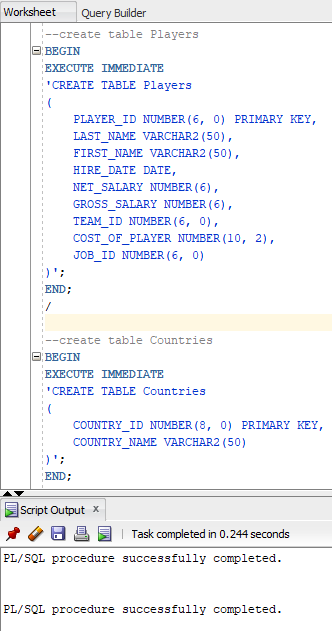 Worksheet Query Builder
--create table Players
BEGIN
EXECUTE IMMEDIATE
'CREATE TABLE Players
(
PLAYER_ID NUMBER(6, 0) PRIMARY KEY,
LAST_NAME VARCHAR2(50),
FIRST_NAME VARCHAR2(50),
HIRE_DATE DATE,
NET_SALARY NUMBER(6),
GROSS_SALARY NUMBER(6),
TEAM_ID NUMBER(6, 0),
COST_OF_PLAYER NUMBER(10, 2),
JOB_ID NUMBER(6, 0)
)';
END;
/
--create table Countries
BEGIN
EXECUTE IMMEDIATE
'CREATE TABLE Countries
(
COUNTRY_ID NUMBER(8, 0) PRIMARY KEY,
COUNTRY_NAME VARCHAR2(50)
)';
END;
Script Output x
Task completed in 0.244 seconds
PL/SQL procedure successfully completed.
PL/SQL procedure successfully completed.